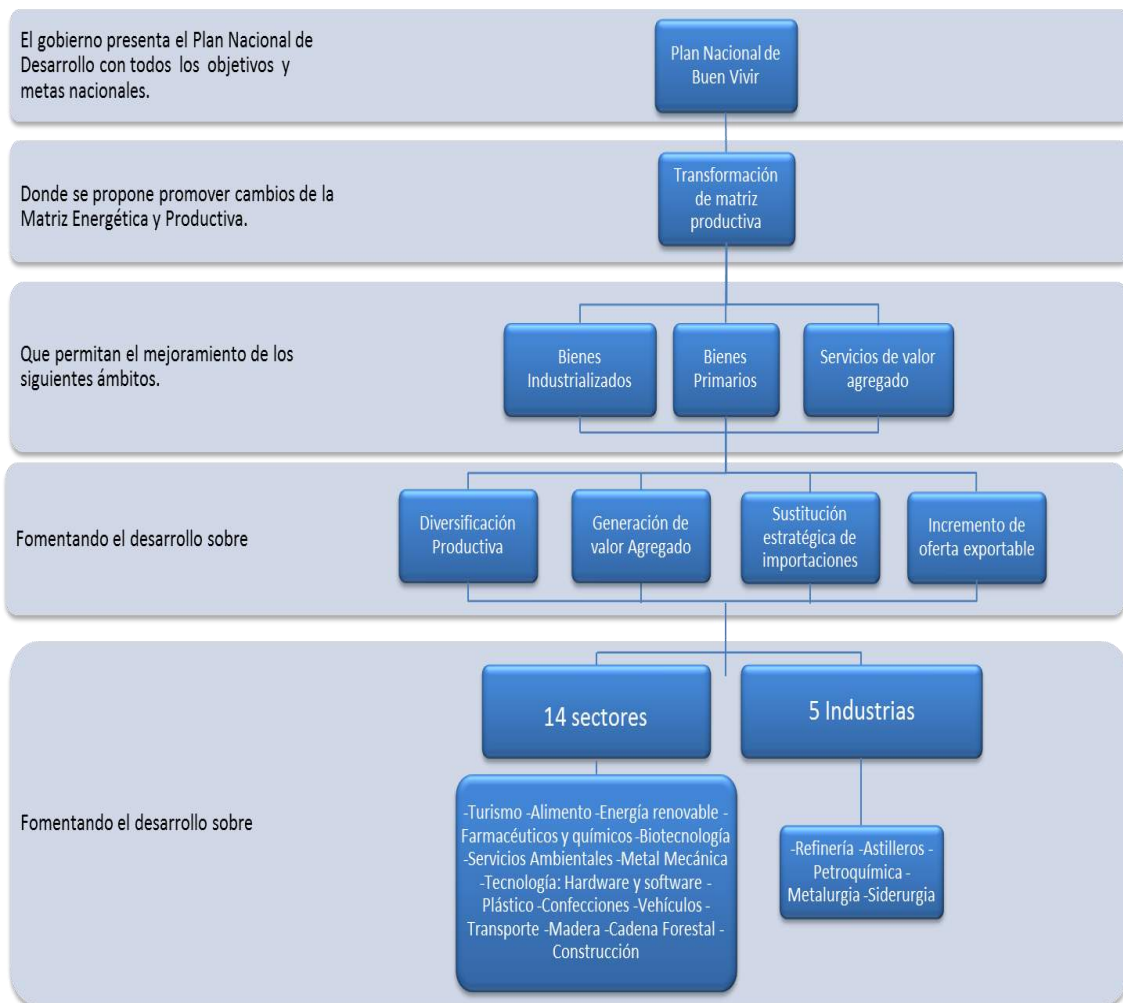 El gobierno presenta el Plan Nacional de
Desarrollo con todos los objetivos y
metas nacionales.
Plan Nacional de
Buen Vivir
Donde se propone promover cambios de la
Matriz Energética y Productiva.
Transformación
de matriz
productiva
Que permitan el mejoramiento de los
siguientes ámbitos.
Bienes
Industrializados
Bienes
Primarios
Servicios de valor
agregado
Fomentando el desarrollo sobre
Diversificación
Productiva
Generación de
valor Agregado
Sustitución
estratégica de
importaciones
Incremento de
oferta exportable
Fomentando el desarrollo sobre
14 sectores
-Turismo -Alimento -Energía renovable -
Farmacéuticos y químicos -Biotecnología
-Servicios Ambientales -Metal Mecánica
-Tecnología: Hardware y software -
Plástico -Confecciones -Vehículos -
Transporte -Madera -Cadena Forestal -
Construcción
5 Industrias
-Refinería -Astilleros -
Petroquímica -
Metalurgia -Siderurgia